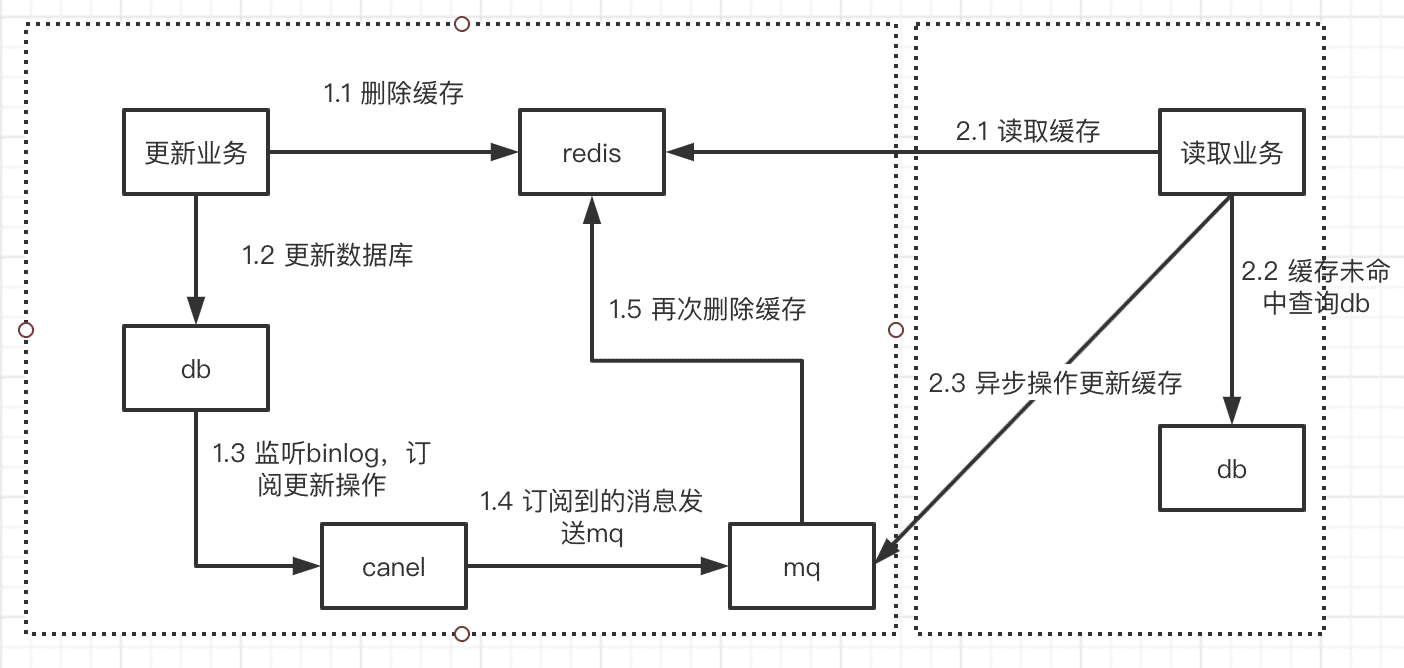 1.1 删除缓存
更新业务
redis
2.1 读取缓存
读取业务
1.2 更新数据库
2.2 缓存未命
中查询db
1.5 再次删除缓存
db
2.3 异步操作更新缓存
1.3 监听binlog，订
阅更新操作
db
1.4 订阅到的消息发
送mq
canel
mq